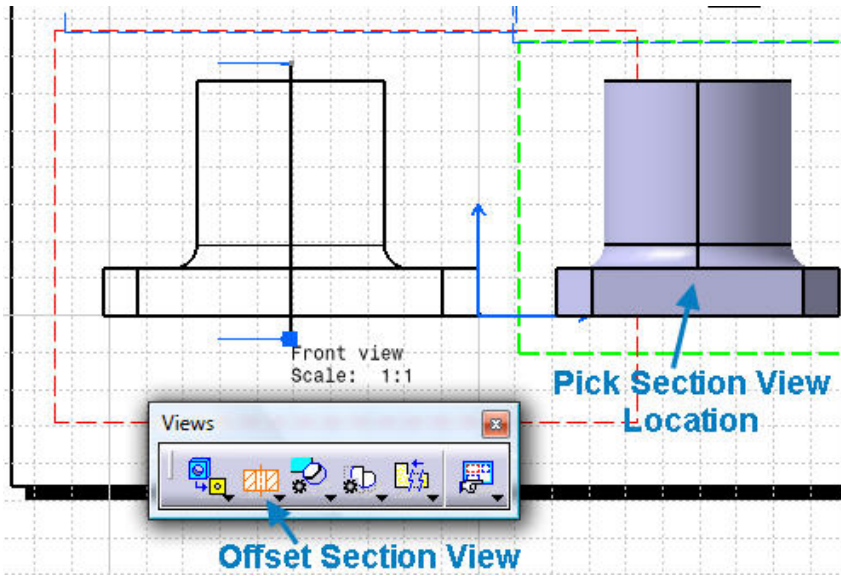 Front view
Scale: 1:1
Pick Section View
Location
Views
Offset Section View